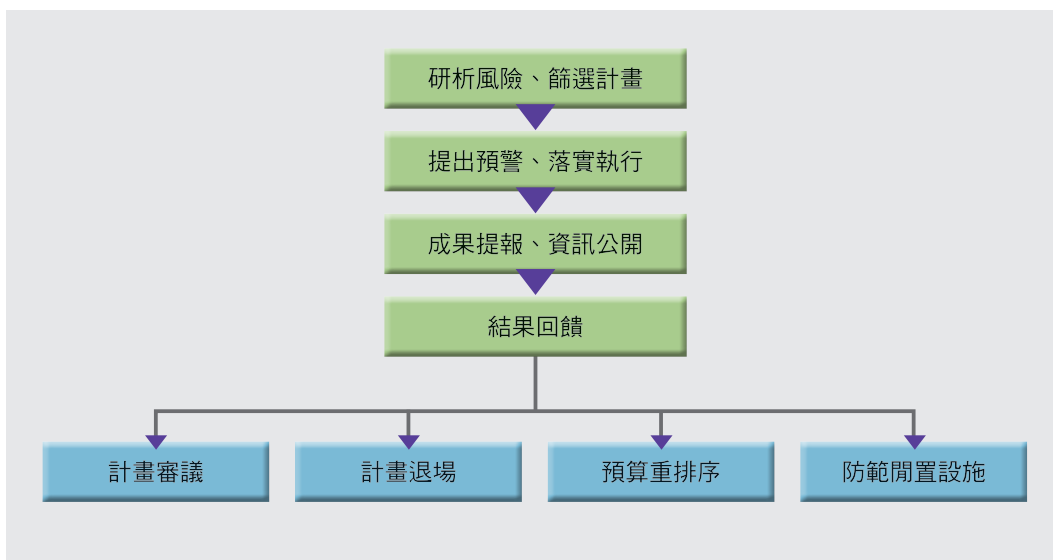 研析風險、篩選計畫
提出預警、落實執行
成果提報、資訊公開
結果回饋
計畫審議
計畫退場
預算重排序
防範閒置設施